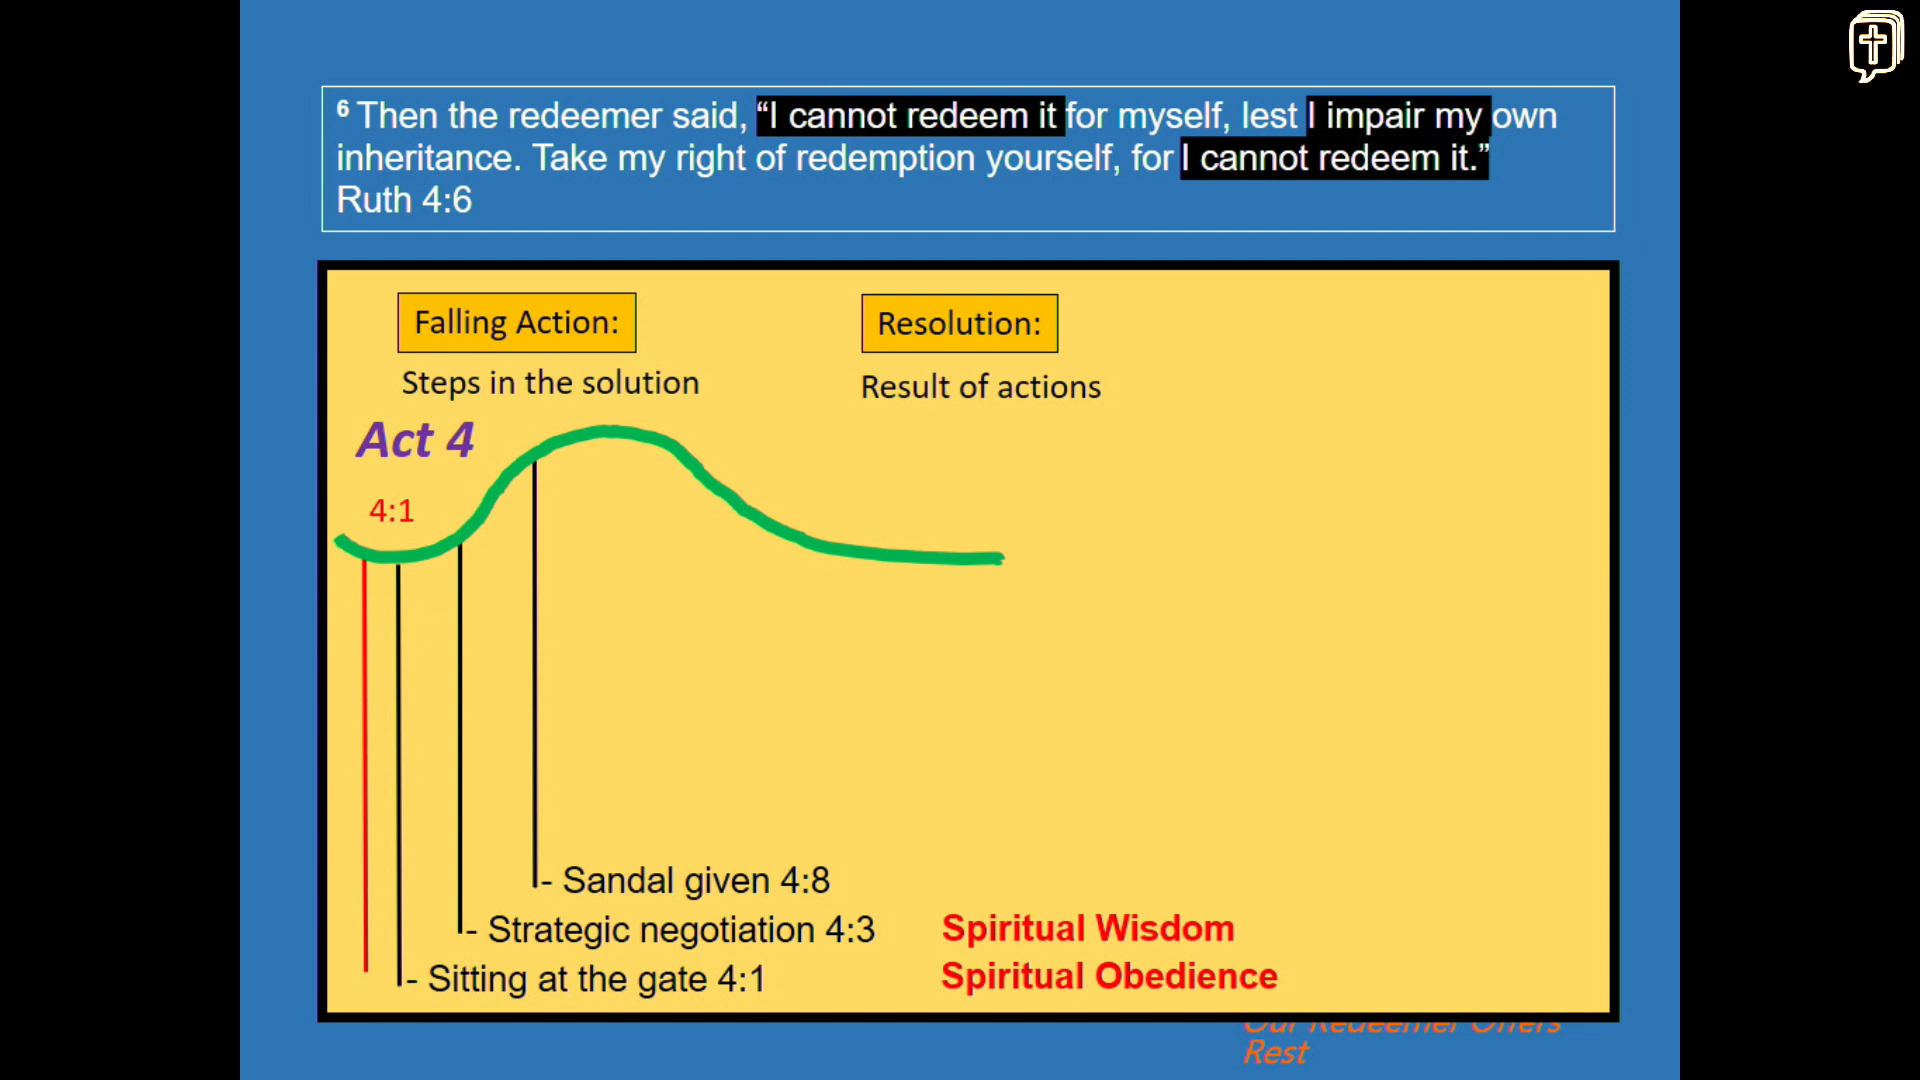 6 Then the redeemer said, “I cannot redeem it for myself, lest I impair my own
inheritance. Take my right of redemption yourself, for I cannot redeem it.”
Ruth 4:6
Falling Action:
Resolution:
Steps in the solution
Result of actions
Act 4
4:1
- Sandal given 4:8
- Strategic negotiation 4:3
Spiritual Wisdom
- Sitting at the gate 4:1
Spiritual Obedience
Our Redeemer Offers
Rest